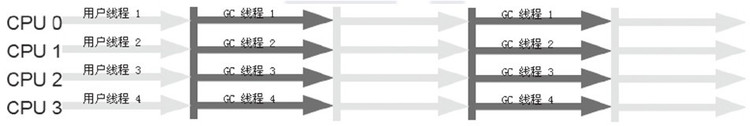 CPU 0 用户线程 1 GC 线程 1 GC 线程 1
CPU 1 用户线程 2 GC 线程 2 GC 线程 2
CPU 2 用户线程 3 GC 线程 3 GC 线程 3
CPU 3 用户线程 4 GC 线程 4 GC 线程 4